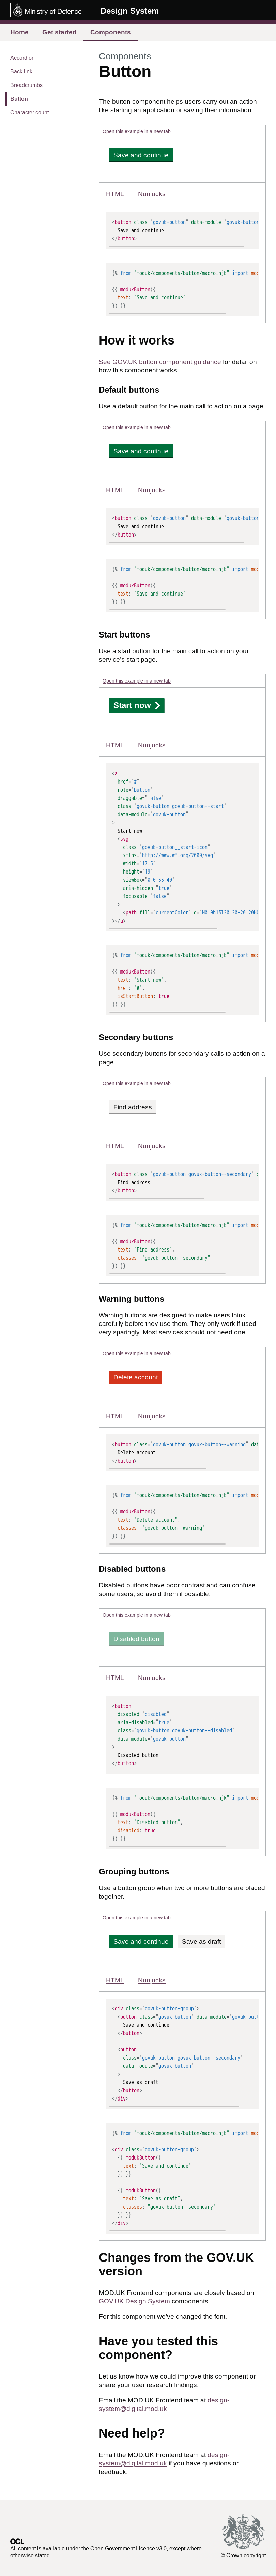 Ministry of Defence
Design System
Home
Get started
Components
Accordion
Back link
Breadcrumbs
Button
Character count
Components
Button
The button component helps users carry out an action
like starting an application or saving their information.
Open this example in a new tab
Save and continue
HTML
Nunjucks
<button class="govuk-button" data-module="govuk-button
Save and continue
</button>
{% from "moduk/components/button/macro.njk" import mod
{{ modukButton({
text: "Save and continue"
}) }}
How it works
See GOV.UK button component guidance for detail on
how this component works.
Default buttons
Use a default button for the main call to action on a page.
Open this example in a new tab
Save and continue
HTML
Nunjucks
<button class="govuk-button" data-module="govuk-button
Save and continue
</button>
{% from "moduk/components/button/macro.njk" import mod
{{ modukButton({
text: "Save and continue"
}) }}
Start buttons
Use a start button for the main call to action on your
service's start page.
Open this example in a new tab
Start now
HTML
Nunjucks
<a
href="#"
role="button"
draggable="false"
class="govuk-button govuk-button--start"
data-module="govuk-button"
>
Start now
<svg
class="govuk-button__start-icon"
xmlns="http://www.w3.org/2000/svg"
width="17.5"
height="19"
viewBox="0 0 33 40"
aria-hidden="true"
focusable="false"
>
<path fill="currentColor" d="M0 0h13l20 20-20 20H0
></a>
{% from "moduk/components/button/macro.njk" import mod
{{ modukButton({
text: "Start now",
href: "#",
isStartButton: true
}) }}
Secondary buttons
Use secondary buttons for secondary calls to action on a
page.
Open this example in a new tab
Find address
HTML
Nunjucks
<button class="govuk-button govuk-button--secondary"
Find address
</button>
{% from "moduk/components/button/macro.njk" import mod
{{ modukButton({
text: "Find address",
classes: "govuk-button--secondary"
}) }}
Warning buttons
Warning buttons are designed to make users think
carefully before they use them. They only work if used
very sparingly. Most services should not need one.
Open this example in a new tab
Delete account
HTML
Nunjucks
<button class="govuk-button govuk-button--warning" dat
Delete account
</button>
{% from "moduk/components/button/macro.njk" import mod
{{ modukButton({
text: "Delete account",
classes: "govuk-button--warning"
}) }}
Disabled buttons
Disabled buttons have poor contrast and can confuse
some users, so avoid them if possible.
Open this example in a new tab
Disabled button
HTML
Nunjucks
<button
disabled="disabled"
aria-disabled="true"
class="govuk-button govuk-button--disabled"
data-module="govuk-button"
>
Disabled button
</button>
{% from "moduk/components/button/macro.njk" import mod
{{ modukButton({
text: "Disabled button",
disabled: true
}) }}
Grouping buttons
Use a button group when two or more buttons are placed
together.
Open this example in a new tab
Save and continue
Save as draft
HTML
Nunjucks
<div class="govuk-button-group">
<button class="govuk-button" data-module="govuk-butt
Save and continue
</button>
<button
class="govuk-button govuk-button--secondary"
data-module="govuk-button"
>
Save as draft
</button>
</div>
{% from "moduk/components/button/macro.njk" import mod
<div class="govuk-button-group">
{{ modukButton({
text: "Save and continue"
}) }}
{{ modukButton({
text: "Save as draft",
classes: "govuk-button--secondary"
}) }}
</div>
Changes from the GOV.UK
version
MOD.UK Frontend components are closely based on
GOV.UK Design System components.
For this component we've changed the font.
Have you tested this
component?
Let us know how we could improve this component or
share your user research findings.
Email the MOD.UK Frontend team at design-
system@digital.mod.uk
Need help?
Email the MOD.UK Frontend team at design-
system@digital.mod.uk if you have questions or
feedback.
OGL
All content is available under the Open Government Licence v3.0, except where
otherwise stated
© Crown copyright